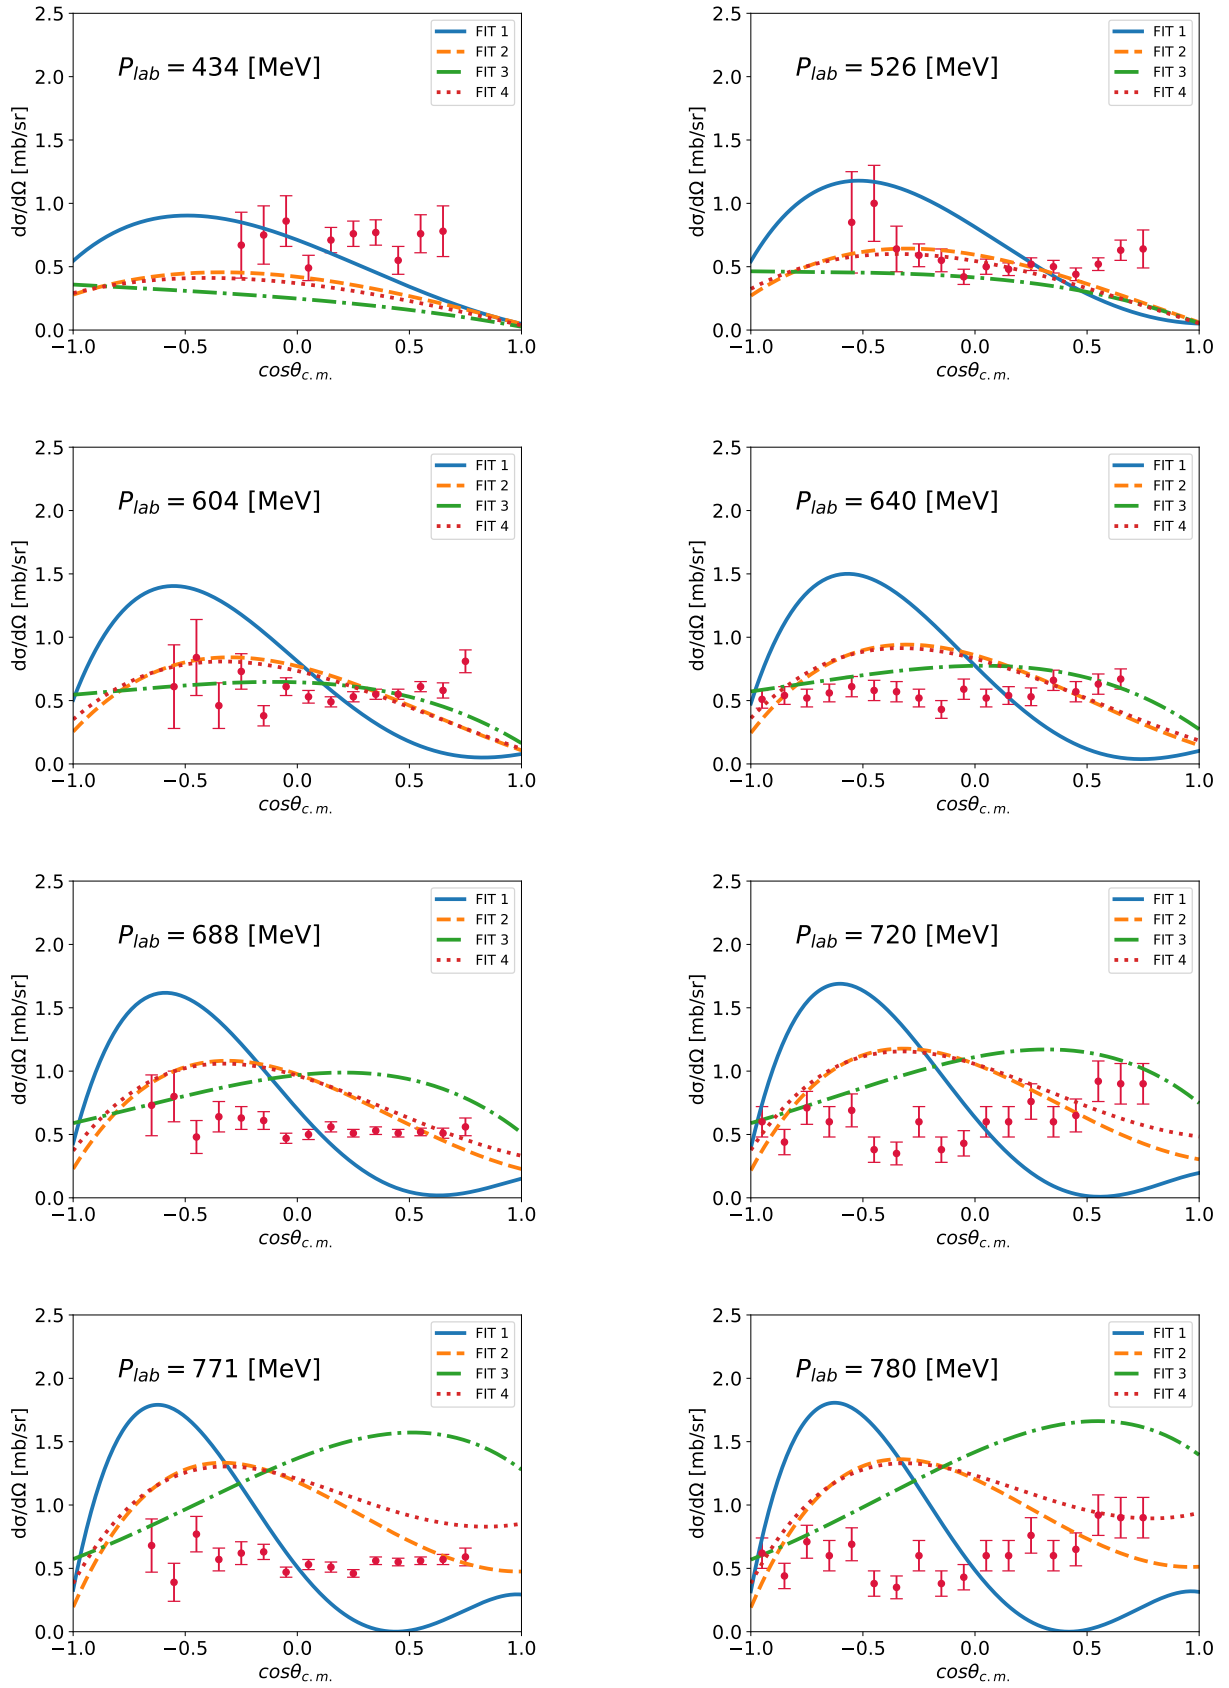 2.5
2.0
1.5
1.0
0.5
0.0
dσ/dΩ [mb/sr]
P_lab = 434 [MeV]
FIT 1
FIT 2
FIT 3
FIT 4
−1.0 −0.5 0.0 0.5 1.0
cosθ_c.m.
2.5
2.0
1.5
1.0
0.5
0.0
dσ/dΩ [mb/sr]
P_lab = 526 [MeV]
FIT 1
FIT 2
FIT 3
FIT 4
−1.0 −0.5 0.0 0.5 1.0
cosθ_c.m.
2.5
2.0
1.5
1.0
0.5
0.0
dσ/dΩ [mb/sr]
P_lab = 604 [MeV]
FIT 1
FIT 2
FIT 3
FIT 4
−1.0 −0.5 0.0 0.5 1.0
cosθ_c.m.
2.5
2.0
1.5
1.0
0.5
0.0
dσ/dΩ [mb/sr]
P_lab = 640 [MeV]
FIT 1
FIT 2
FIT 3
FIT 4
−1.0 −0.5 0.0 0.5 1.0
cosθ_c.m.
2.5
2.0
1.5
1.0
0.5
0.0
dσ/dΩ [mb/sr]
P_lab = 688 [MeV]
FIT 1
FIT 2
FIT 3
FIT 4
−1.0 −0.5 0.0 0.5 1.0
cosθ_c.m.
2.5
2.0
1.5
1.0
0.5
0.0
dσ/dΩ [mb/sr]
P_lab = 720 [MeV]
FIT 1
FIT 2
FIT 3
FIT 4
−1.0 −0.5 0.0 0.5 1.0
cosθ_c.m.
2.5
2.0
1.5
1.0
0.5
0.0
dσ/dΩ [mb/sr]
P_lab = 771 [MeV]
FIT 1
FIT 2
FIT 3
FIT 4
−1.0 −0.5 0.0 0.5 1.0
cosθ_c.m.
2.5
2.0
1.5
1.0
0.5
0.0
dσ/dΩ [mb/sr]
P_lab = 780 [MeV]
FIT 1
FIT 2
FIT 3
FIT 4
−1.0 −0.5 0.0 0.5 1.0
cosθ_c.m.